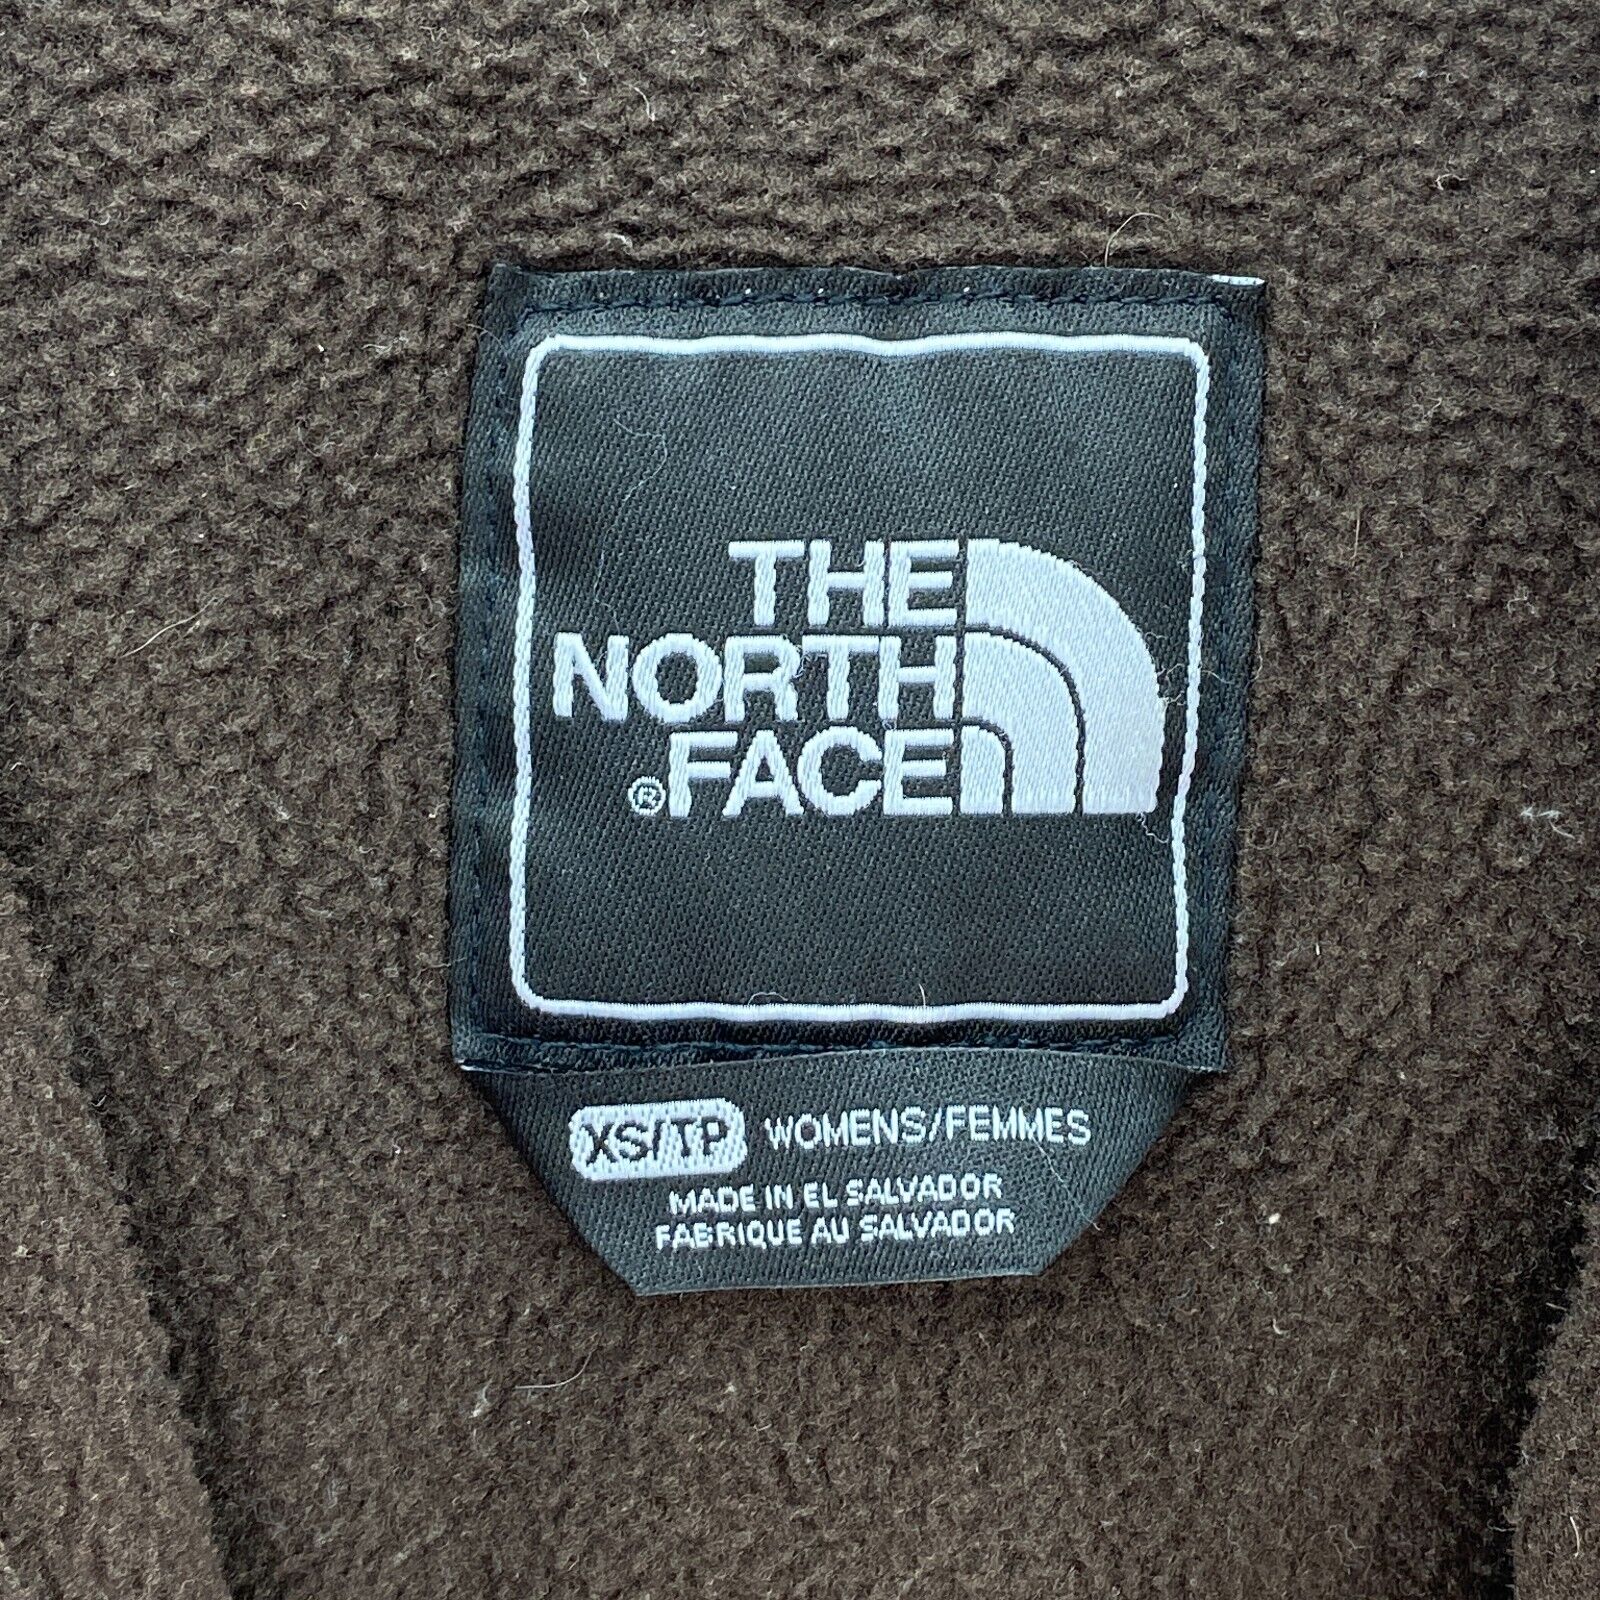 THE
NORTH
®FACE
XS/TP WOMENS/FEMMES
MADE IN EL SALVADOR
FABRIQUE AU SALVADOR